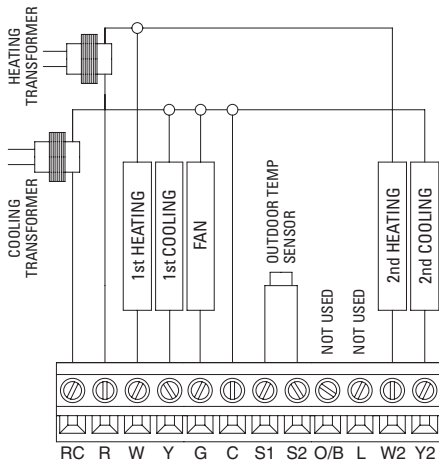 HEATING
TRANSFORMER
COOLING
TRANSFORMER
1st HEATING
1st COOLING
FAN
OUTDOOR TEMP
SENSOR
NOT USED
NOT USED
2nd HEATING
2nd COOLING
RC R W Y G C S1 S2 O/B L W2 Y2